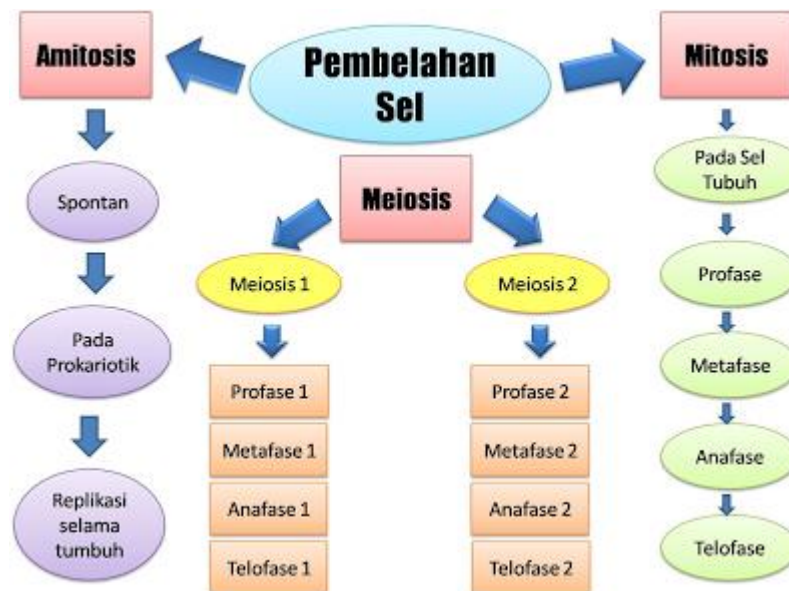 Pembelahan
Sel
Amitosis
Spontan
Pada
Prokariotik
Replikasi
selama
tumbuh
Meiosis
Meiosis 1
Profase 1
Metafase 1
Anafase 1
Telofase 1
Meiosis 2
Profase 2
Metafase 2
Anafase 2
Telofase 2
Mitosis
Pada Sel
Tubuh
Profase
Metafase
Anafase
Telofase